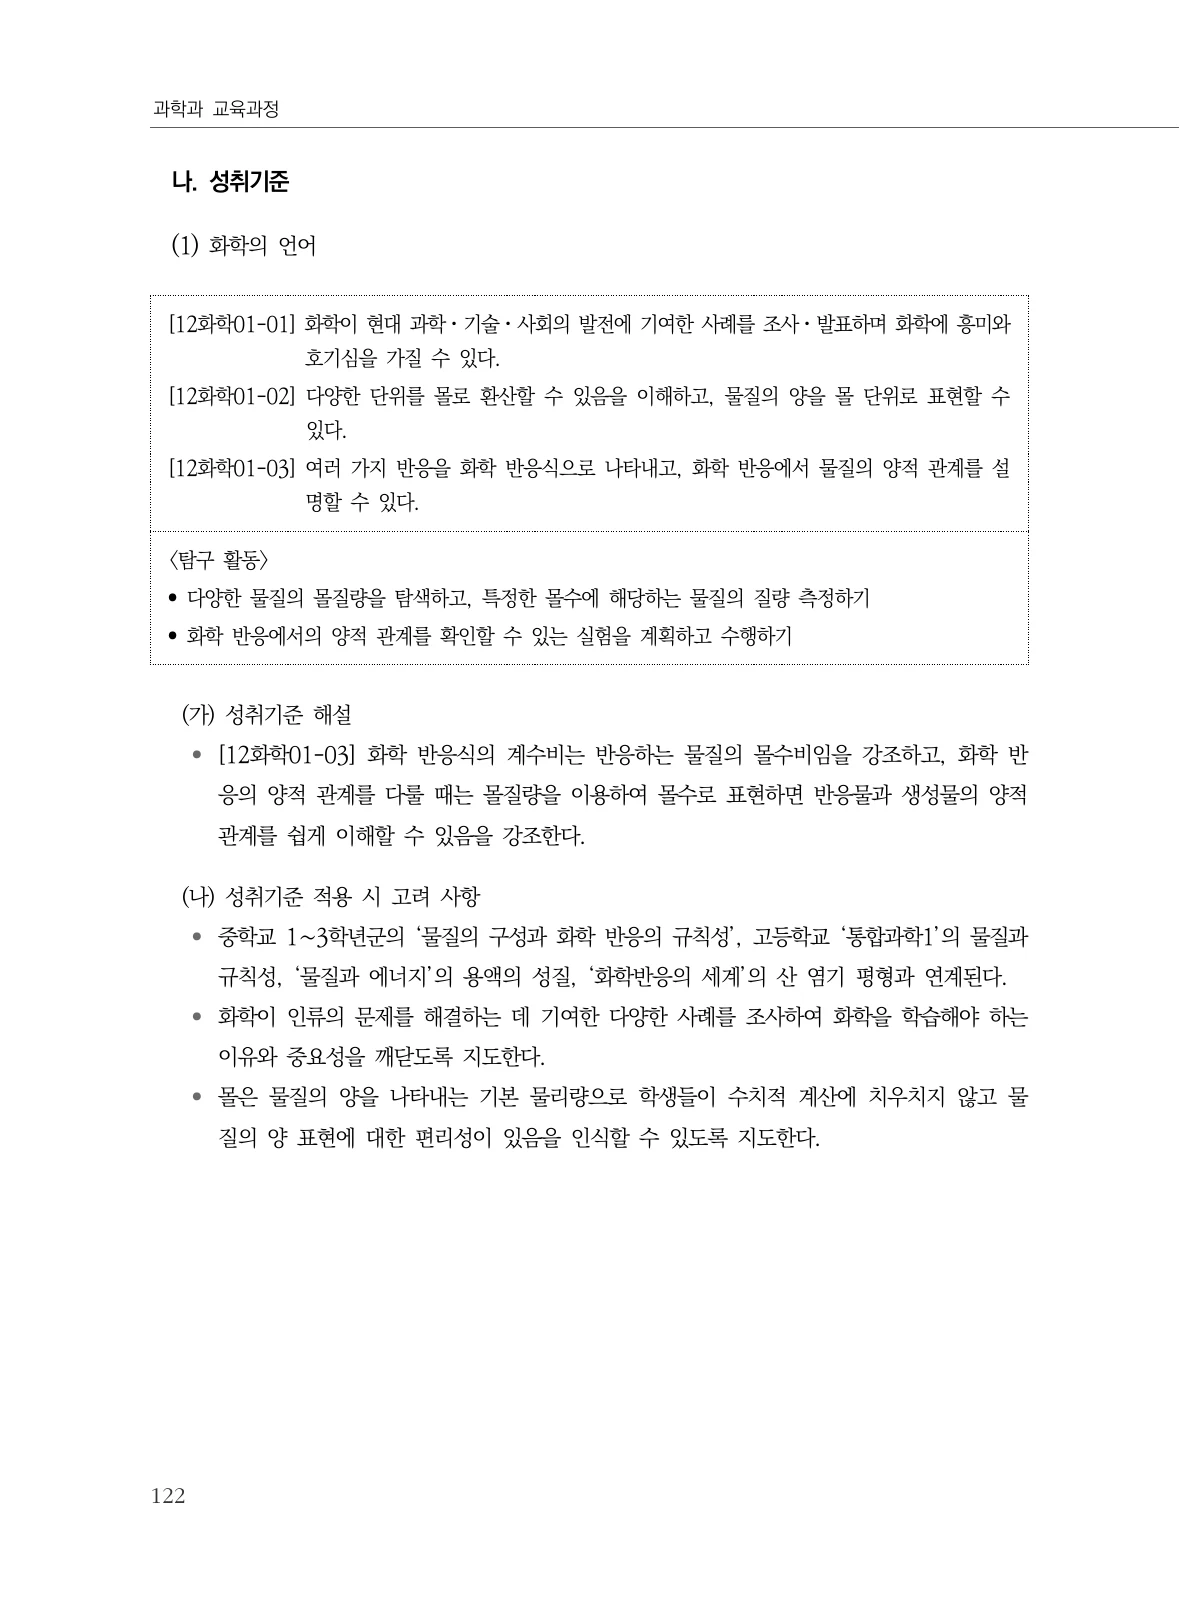 과학과 교육과정
나. 성취기준
(1) 화학의 언어
[12화학01-01] 화학이 현대 과학·기술·사회의 발전에 기여한 사례를 조사·발표하며 화학에 흥미와
호기심을 가질 수 있다.
[12화학01-02] 다양한 단위를 몰로 환산할 수 있음을 이해하고, 물질의 양을 몰 단위로 표현할 수
있다.
[12화학01-03] 여러 가지 반응을 화학 반응식으로 나타내고, 화학 반응에서 물질의 양적 관계를 설
명할 수 있다.
〈탐구 활동〉
• 다양한 물질의 몰질량을 탐색하고, 특정한 몰수에 해당하는 물질의 질량 측정하기
• 화학 반응에서의 양적 관계를 확인할 수 있는 실험을 계획하고 수행하기
(가) 성취기준 해설
• [12화학01-03] 화학 반응식의 계수비는 반응하는 물질의 몰수비임을 강조하고, 화학 반
응의 양적 관계를 다룰 때는 몰질량을 이용하여 몰수로 표현하면 반응물과 생성물의 양적
관계를 쉽게 이해할 수 있음을 강조한다.
(나) 성취기준 적용 시 고려 사항
• 중학교 1~3학년군의 ‘물질의 구성과 화학 반응의 규칙성’, 고등학교 ‘통합과학1’의 물질과
규칙성, ‘물질과 에너지’의 용액의 성질, ‘화학반응의 세계’의 산 염기 평형과 연계된다.
• 화학이 인류의 문제를 해결하는 데 기여한 다양한 사례를 조사하여 화학을 학습해야 하는
이유와 중요성을 깨닫도록 지도한다.
• 몰은 물질의 양을 나타내는 기본 물리량으로 학생들이 수치적 계산에 치우치지 않고 물
질의 양 표현에 대한 편리성이 있음을 인식할 수 있도록 지도한다.
122